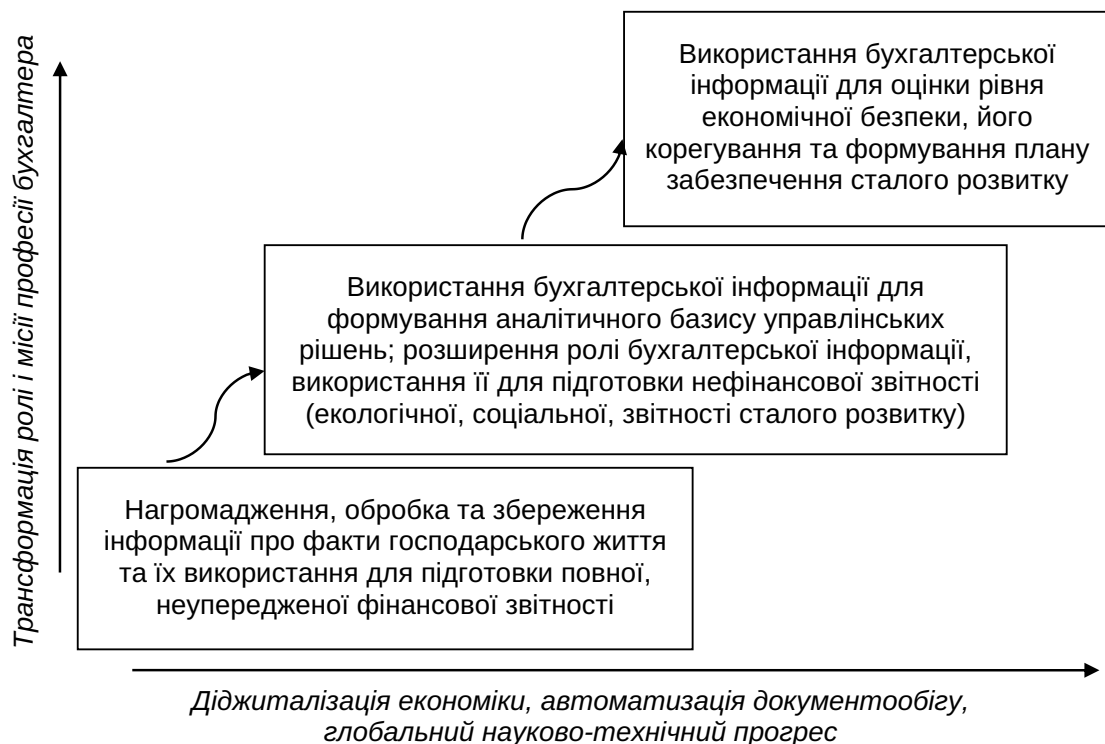 Трансформація ролі і місії професії бухгалтера
Використання бухгалтерської
інформації для оцінки рівня
економічної безпеки, його
корегування та формування плану
забезпечення сталого розвитку
Використання бухгалтерської інформації для
формування аналітичного базису управлінських
рішень; розширення ролі бухгалтерської інформації,
використання її для підготовки нефінансової звітності
(екологічної, соціальної, звітності сталого розвитку)
Нагромадження, обробка та збереження
інформації про факти господарського життя
та їх використання для підготовки повної,
неупередженої фінансової звітності
Діджиталізація економіки, автоматизація документообігу,
глобальний науково-технічний прогрес